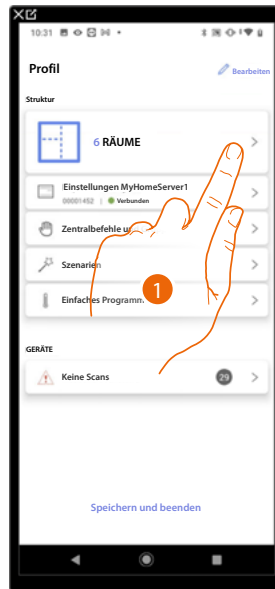 10:31
Profil
Bearbeiten
Struktur
6 RÄUME
Einstellungen MyHomeServer1
00001452 | Verbunden
Zentralbefehle u
Szenarien
1
Einfaches Programm
GERÄTE
Keine Scans
29
Speichern und beenden